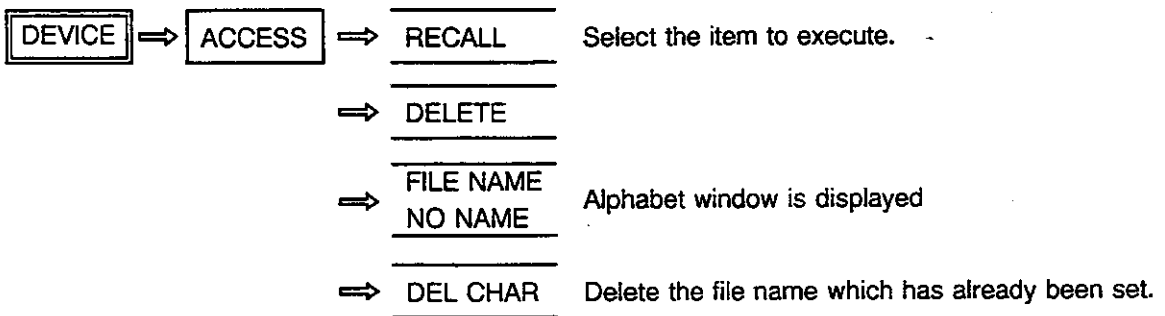 DEVICE ⇒ ACCESS ⇒ RECALL Select the item to execute.
⇒ DELETE
⇒ FILE NAME
NO NAME Alphabet window is displayed
⇒ DEL CHAR Delete the file name which has already been set.